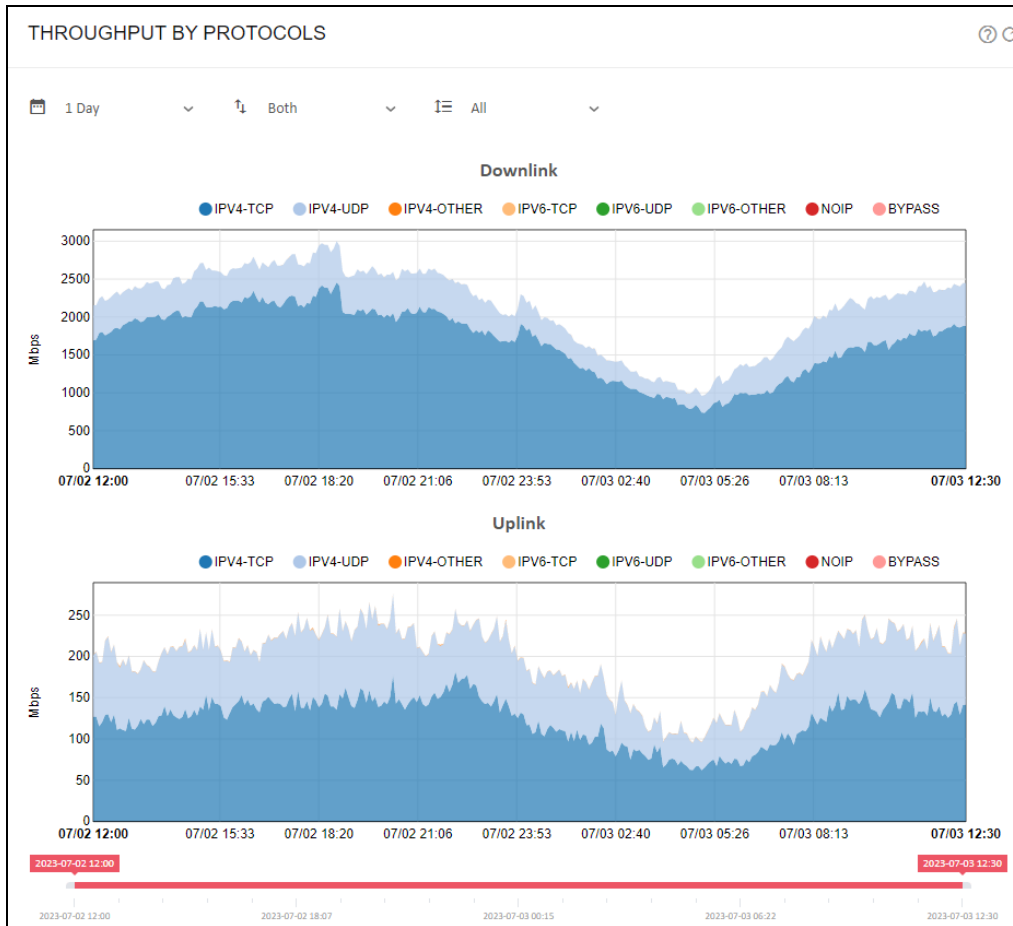 THROUGHPUT BY PROTOCOLS
1 Day Both All
Downlink
IPV4-TCP IPV4-UDP IPV4-OTHER IPV6-TCP IPV6-UDP IPV6-OTHER NOIP BYPASS
3000
2500
2000
1500
1000
500
0
Mbps
07/02 12:00 07/02 15:33 07/02 18:20 07/02 21:06 07/02 23:53 07/03 02:40 07/03 05:26 07/03 08:13 07/03 12:30
Uplink
IPV4-TCP IPV4-UDP IPV4-OTHER IPV6-TCP IPV6-UDP IPV6-OTHER NOIP BYPASS
250
200
150
100
50
0
Mbps
07/02 12:00 07/02 15:33 07/02 18:20 07/02 21:06 07/02 23:53 07/03 02:40 07/03 05:26 07/03 08:13 07/03 12:30
2023-07-02 12:00 2023-07-03 12:30
2023-07-02 12:00 2023-07-02 18:07 2023-07-03 00:15 2023-07-03 06:22 2023-07-03 12:30